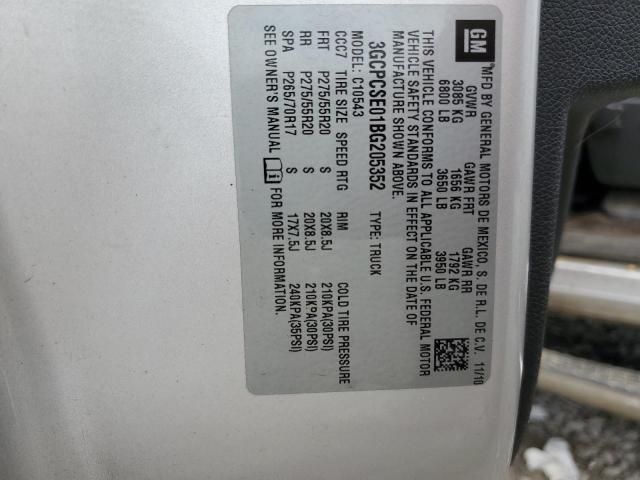 GM
MFD BY GENERAL MOTORS DE MEXICO, S. DE R.L. DE C.V. 11/10
GVWR GAWR FRT GAWR RR
3085 KG 1656 KG 1792 KG
6800 LB 3650 LB 3950 LB
THIS VEHICLE CONFORMS TO ALL APPLICABLE U.S. FEDERAL MOTOR
VEHICLE SAFETY STANDARDS IN EFFECT ON THE DATE OF
MANUFACTURE SHOWN ABOVE.
3GCPCSE01BG205352 TYPE: TRUCK
MODEL: C10543
CCC7 TIRE SIZE SPEED RTG RIM COLD TIRE PRESSURE
FRT P275/55R20 S 20X8.5J 210KPA(30PSI)
RR P275/55R20 S 20X8.5J 210KPA(30PSI)
SPA P265/70R17 S 17X7.5J 240KPA(35PSI)
SEE OWNER'S MANUAL FOR MORE INFORMATION.